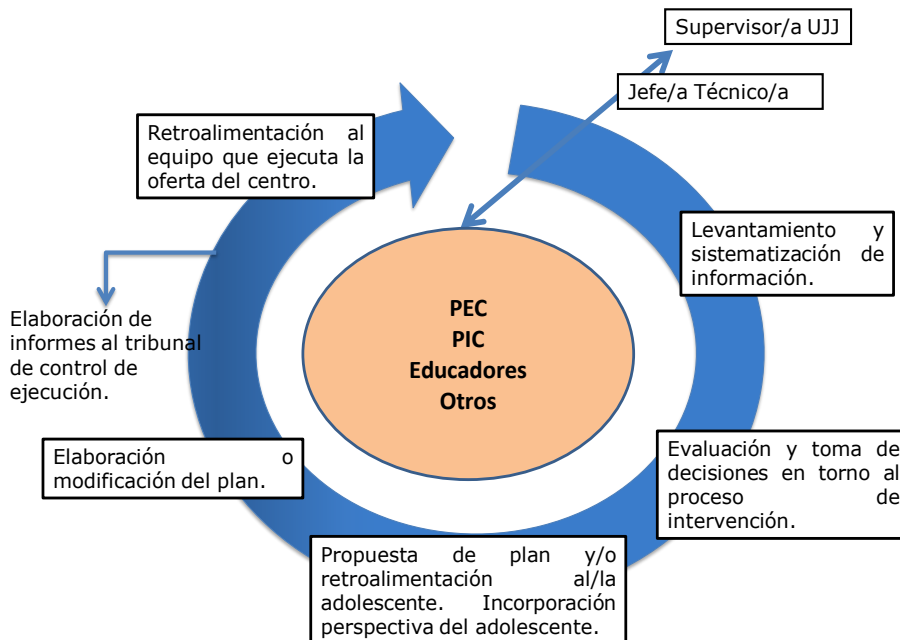 Supervisor/a UJJ
Jefe/a Técnico/a
Retroalimentación al
equipo que ejecuta la
oferta del centro.
Levantamiento y
sistematización de
información.
PEC
PIC
Educadores
Otros
Elaboración de
informes al tribunal
de control de
ejecución.
Elaboración o
modificación del plan.
Evaluación y toma de
decisiones en torno al
proceso de
intervención.
Propuesta de plan y/o
retroalimentación al/la
adolescente. Incorporación
perspectiva del adolescente.